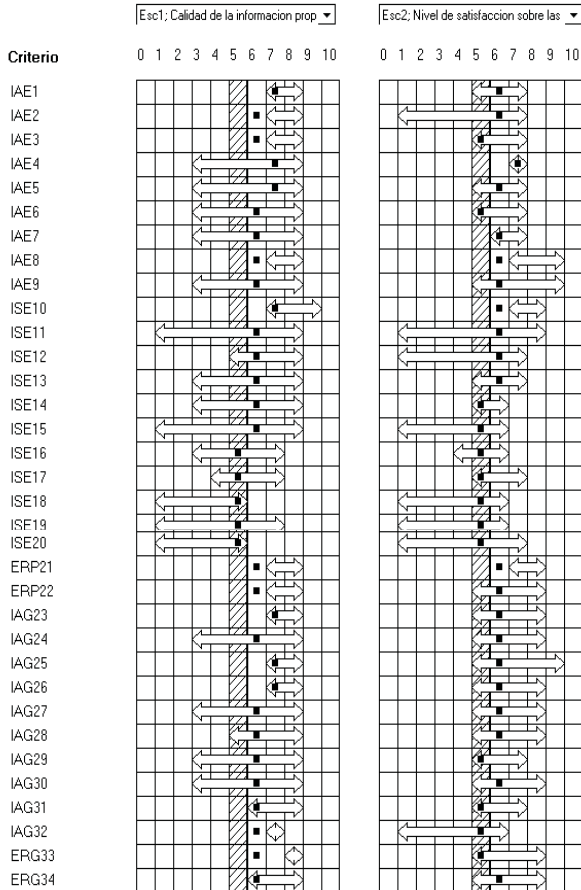 Esc1; Calidad de la informacion prop
Esc2; Nivel de satisfaccion sobre las
Criterio
0 1 2 3 4 5 6 7 8 9 10
0 1 2 3 4 5 6 7 8 9 10
IAE1
IAE2
IAE3
IAE4
IAE5
IAE6
IAE7
IAE8
IAE9
ISE10
ISE11
ISE12
ISE13
ISE14
ISE15
ISE16
ISE17
ISE18
ISE19
ISE20
ERP21
ERP22
IAG23
IAG24
IAG25
IAG26
IAG27
IAG28
IAG29
IAG30
IAG31
IAG32
ERG33
ERG34